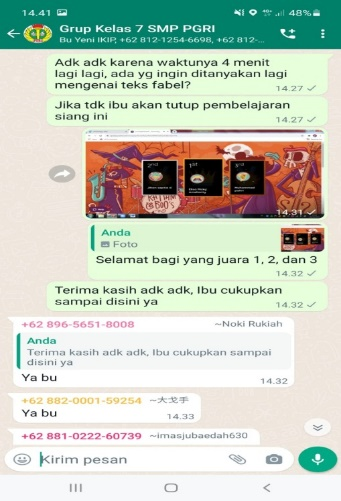 14.41
48%
Grup Kelas 7 SMP PGRI
Bu Yeni IKIP, +62 812-1254-6698, +62 812-...
Adk adk karena waktunya 4 menit
lagi lagi, ada yg ingin ditanyakan lagi
mengenai teks fabel?
14.27
Jika tdk ibu akan tutup pembelajaran
siang ini
14.27
2nd
1st
3rd
RHYTHM
& BOO'S
14.31
Anda
Foto
Selamat bagi yang juara 1, 2, dan 3
14.32
Terima kasih adk adk, Ibu cukupkan
sampai disini ya
14.32
+62 896-5651-8008 ~Noki Rukiah
Anda
Terima kasih adk adk, Ibu cukupkan sampai
disini ya
Ya bu
14.32
+62 882-0001-59254 ~大戈手
Ya bu
14.33
+62 881-0222-60739 ~imasjubaedah630
Kirim pesan